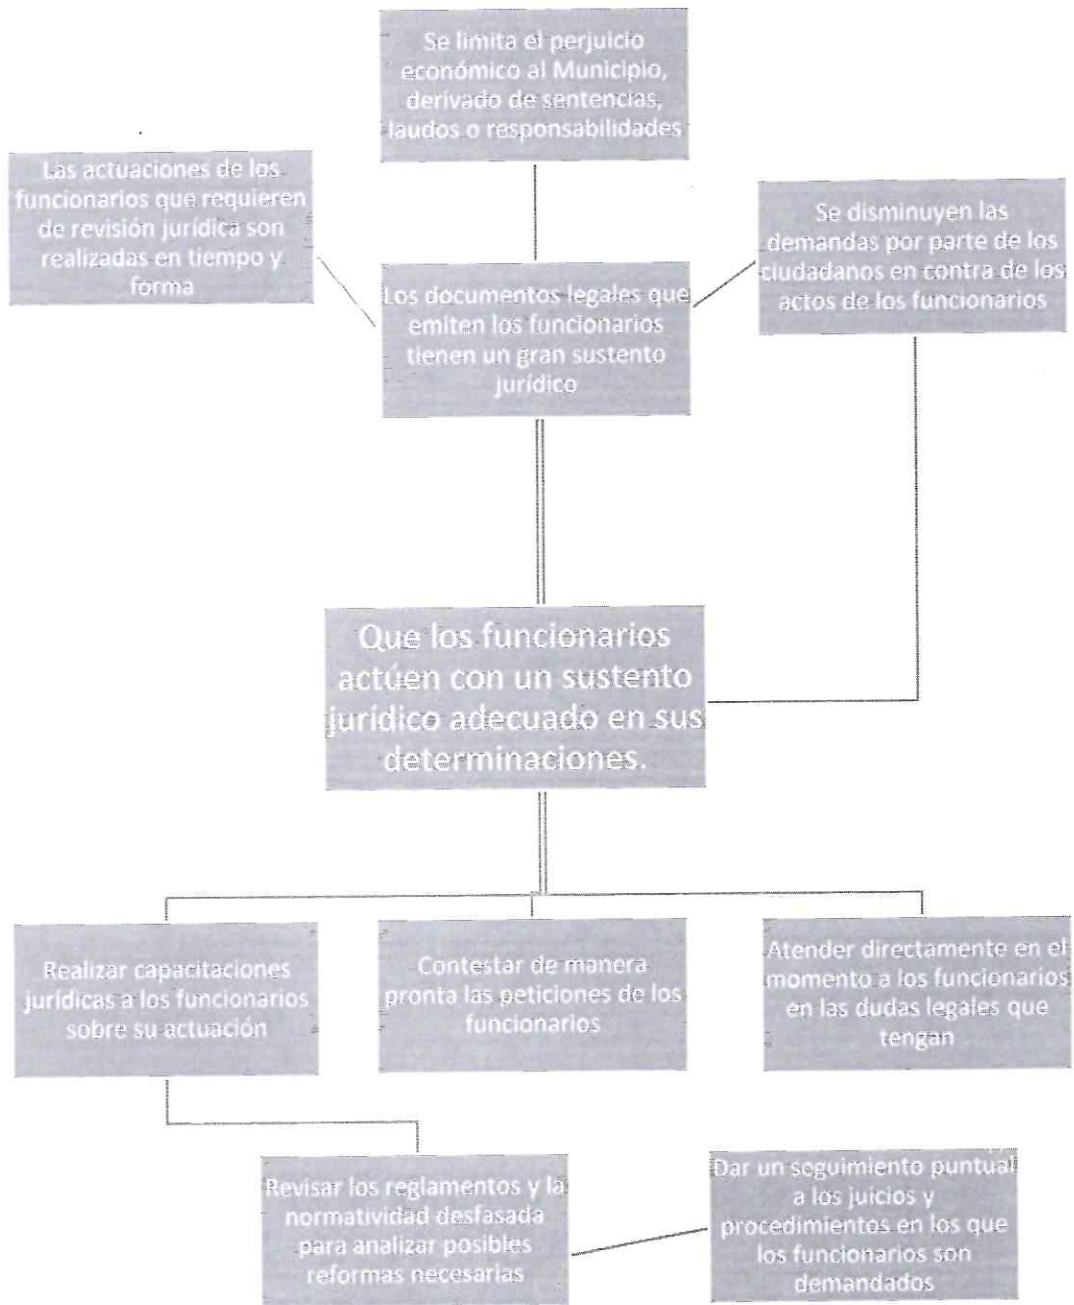 Se limita el perjuicio
económico al Municipio,
derivado de sentencias,
laudos o responsabilidades
Las actuaciones de los
funcionarios que requieren
de revisión jurídica son
realizadas en tiempo y
forma
Se disminuyen las
demandas por parte de los
ciudadanos en contra de los
actos de los funcionarios
Los documentos legales que
emiten los funcionarios
tienen un gran sustento
jurídico
Que los funcionarios
actúen con un sustento
jurídico adecuado en sus
determinaciones.
Realizar capacitaciones
jurídicas a los funcionarios
sobre su actuación
Contestar de manera
pronta las peticiones de los
funcionarios
Atender directamente en el
momento a los funcionarios
en las dudas legales que
tengan
Revisar los reglamentos y la
normatividad desfasada
para analizar posibles
reformas necesarias
Dar un seguimiento puntual
a los juicios y
procedimientos en los que
los funcionarios son
demandados